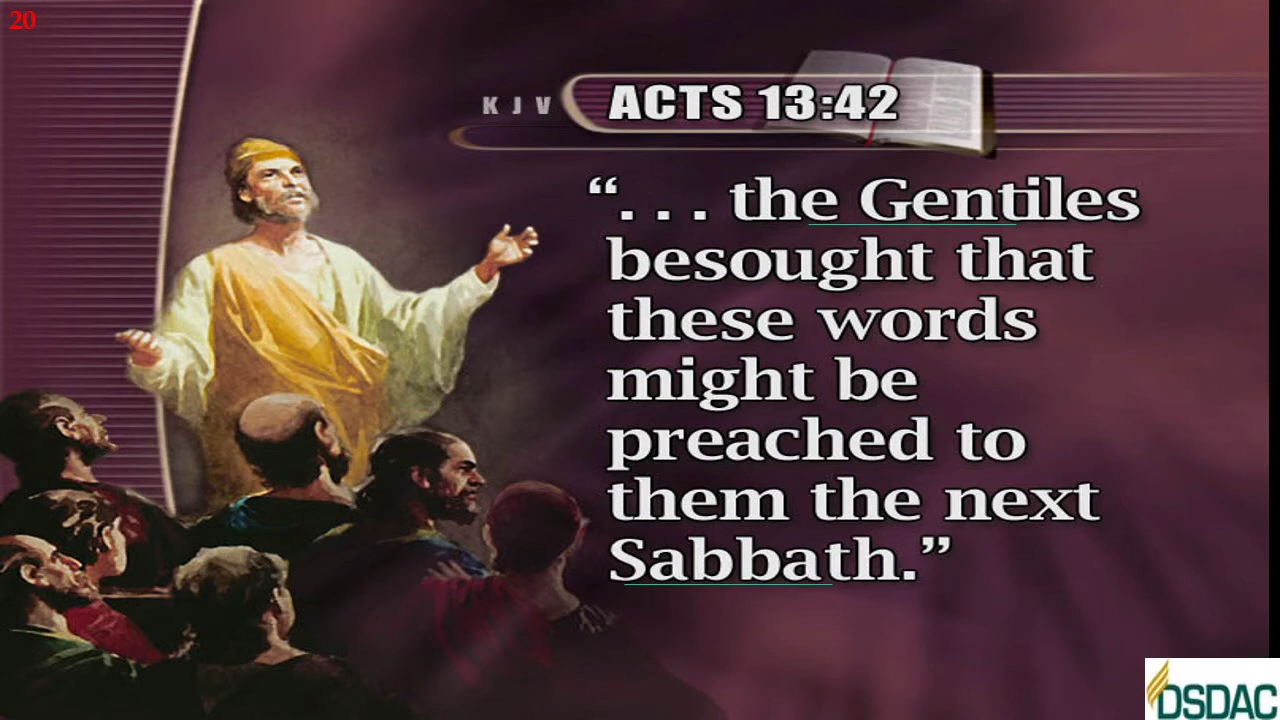 20
KJV
ACTS 13:42
“. . . the Gentiles
besought that
these words
might be
preached to
them the next
Sabbath.”
DSDAC